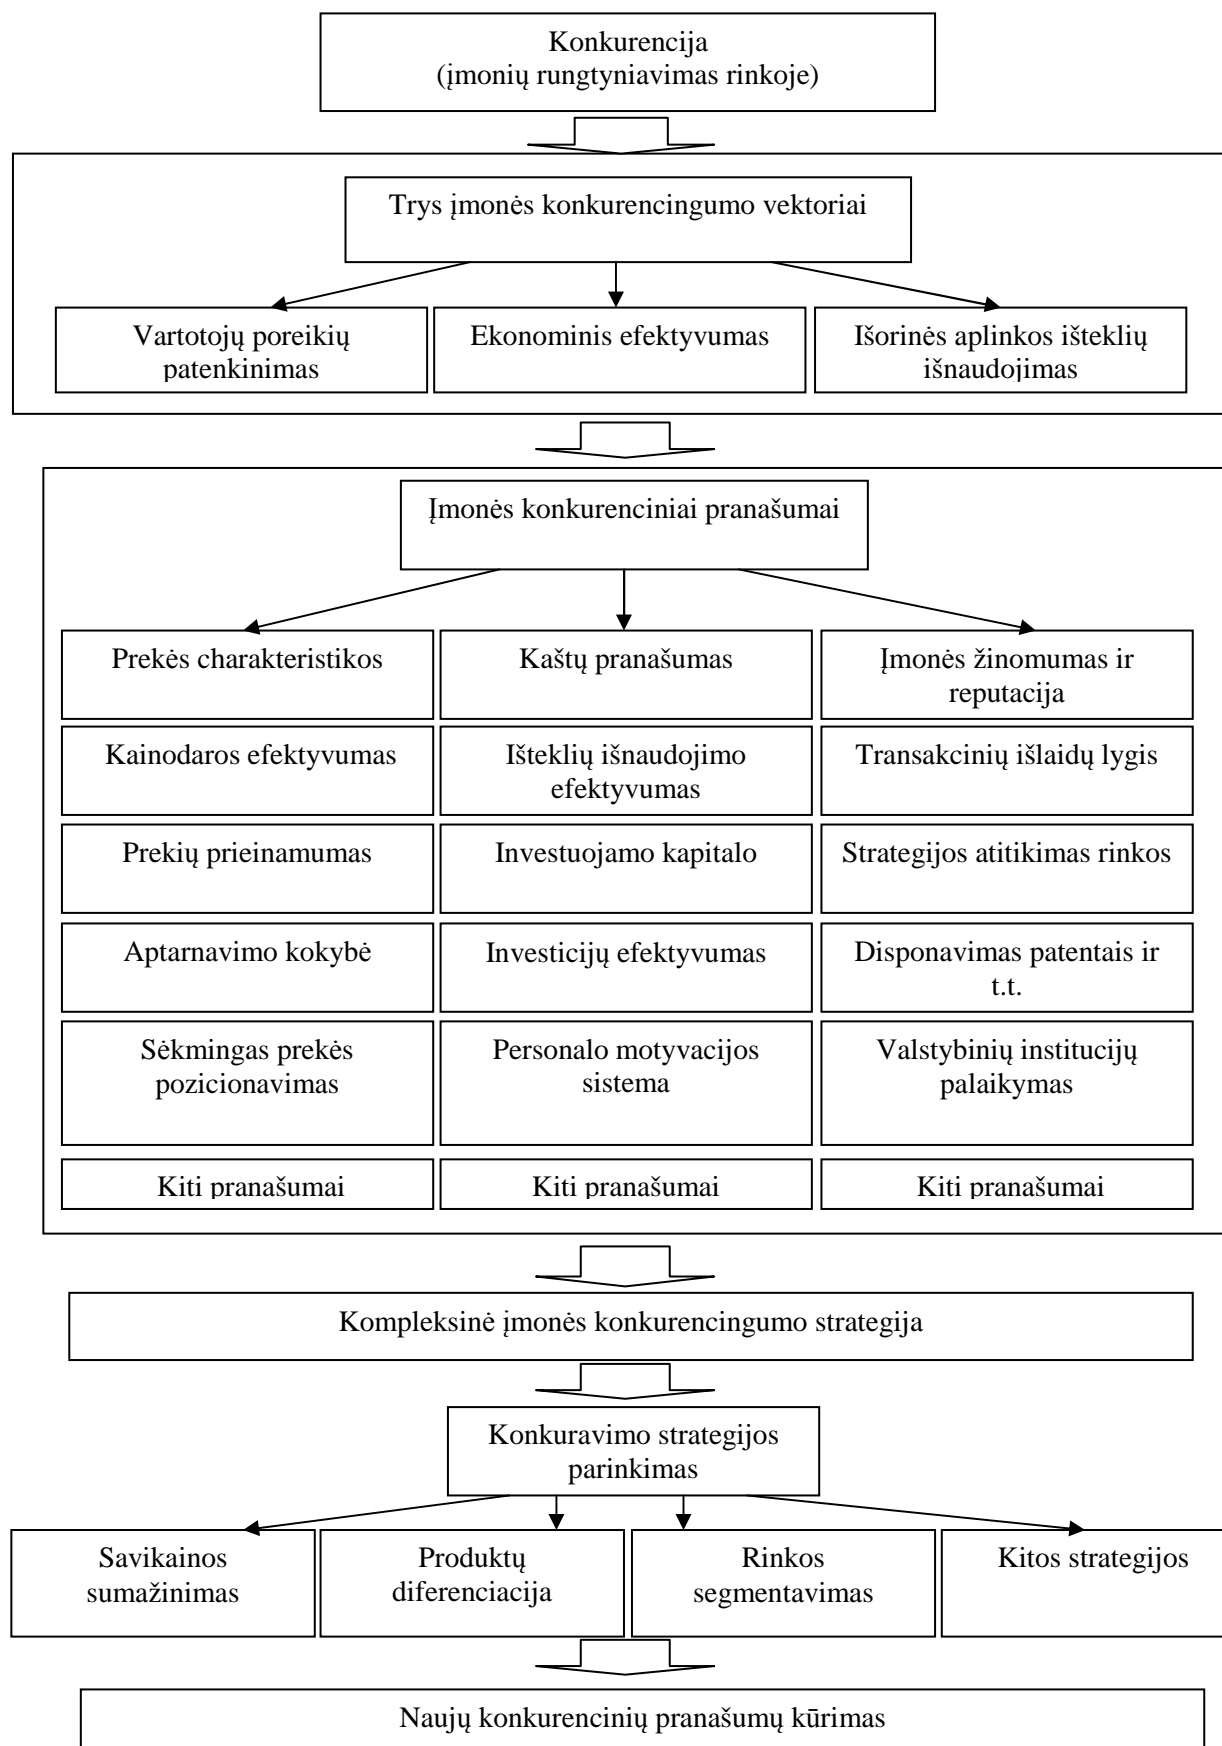 Konkurencija
(įmonių rungtyniavimas rinkoje)
Trys įmonės konkurencingumo vektoriai
Vartotojų poreikių
patenkinimas
Ekonominis efektyvumas
Išorinės aplinkos išteklių
išnaudojimas
Įmonės konkurenciniai pranašumai
Prekės charakteristikos
Kaštų pranašumas
Įmonės žinomumas ir
reputacija
Kainodaros efektyvumas
Išteklių išnaudojimo
efektyvumas
Transakcinių išlaidų lygis
Prekių prieinamumas
Investuojamo kapitalo
Strategijos atitikimas rinkos
Aptarnavimo kokybė
Investicijų efektyvumas
Disponavimas patentais ir
t.t.
Sėkmingas prekės
pozicionavimas
Personalo motyvacijos
sistema
Valstybinių institucijų
palaikymas
Kiti pranašumai
Kiti pranašumai
Kiti pranašumai
Kompleksinė įmonės konkurencingumo strategija
Konkuravimo strategijos
parinkimas
Savikainos
sumažinimas
Produktų
diferenciacija
Rinkos
segmentavimas
Kitos strategijos
Naujų konkurencinių pranašumų kūrimas